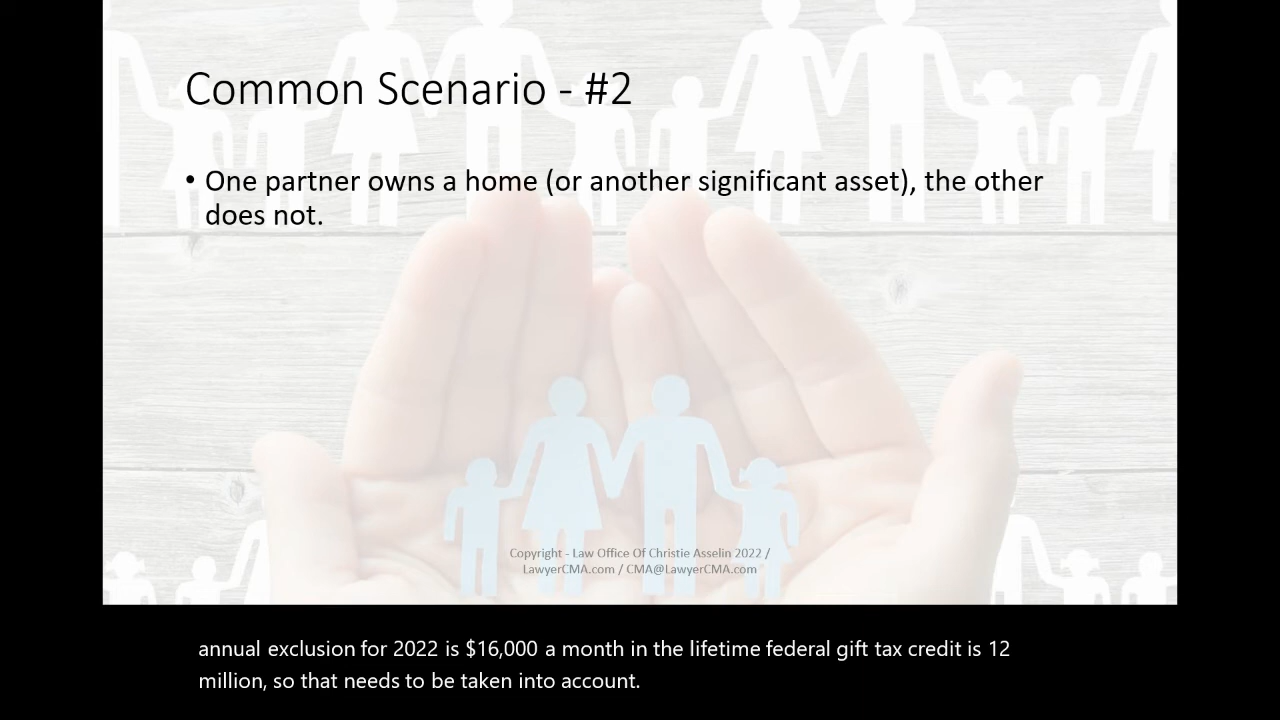 Common Scenario - #2
• One partner owns a home (or another significant asset), the other
does not.
Copyright - Law Office Of Christie Asselin 2022 /
LawyerCMA.com / CMA@LawyerCMA.com
annual exclusion for 2022 is $16,000 a month in the lifetime federal gift tax credit is 12
million, so that needs to be taken into account.